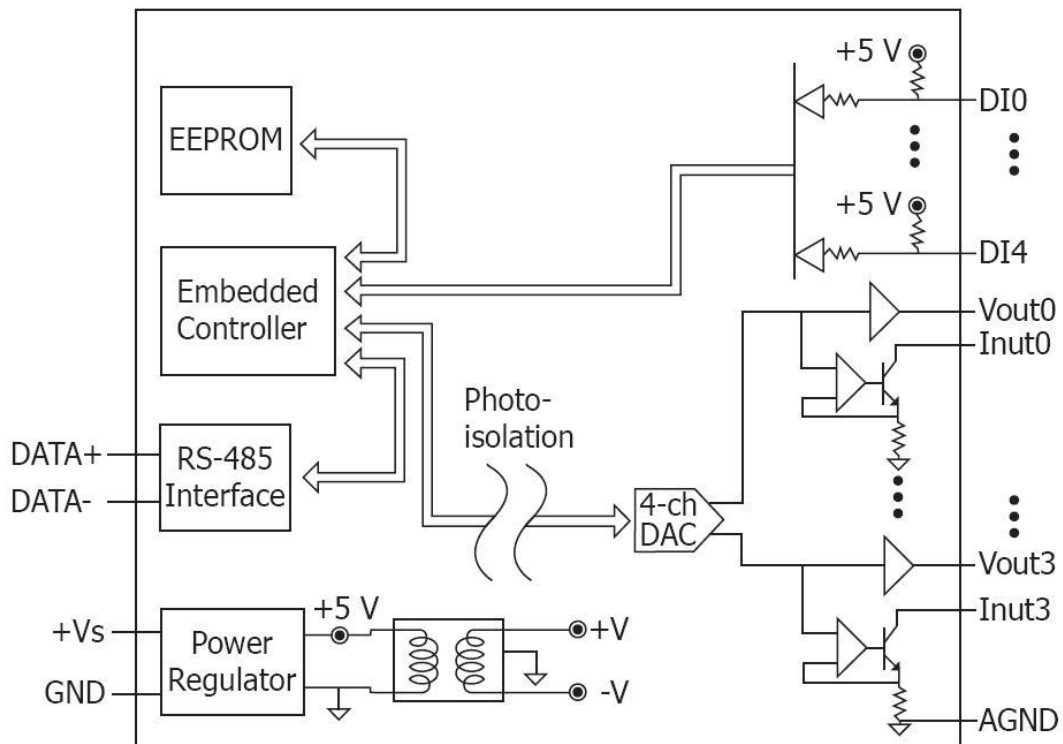 +5 V
DI0
EEPROM
+5 V
DI4
Embedded
Controller
Vout0
Inut0
Photo-
isolation
DATA+
DATA-
RS-485
Interface
4-ch
DAC
Vout3
Inut3
+Vs
GND
Power
Regulator
+5 V
+V
-V
AGND